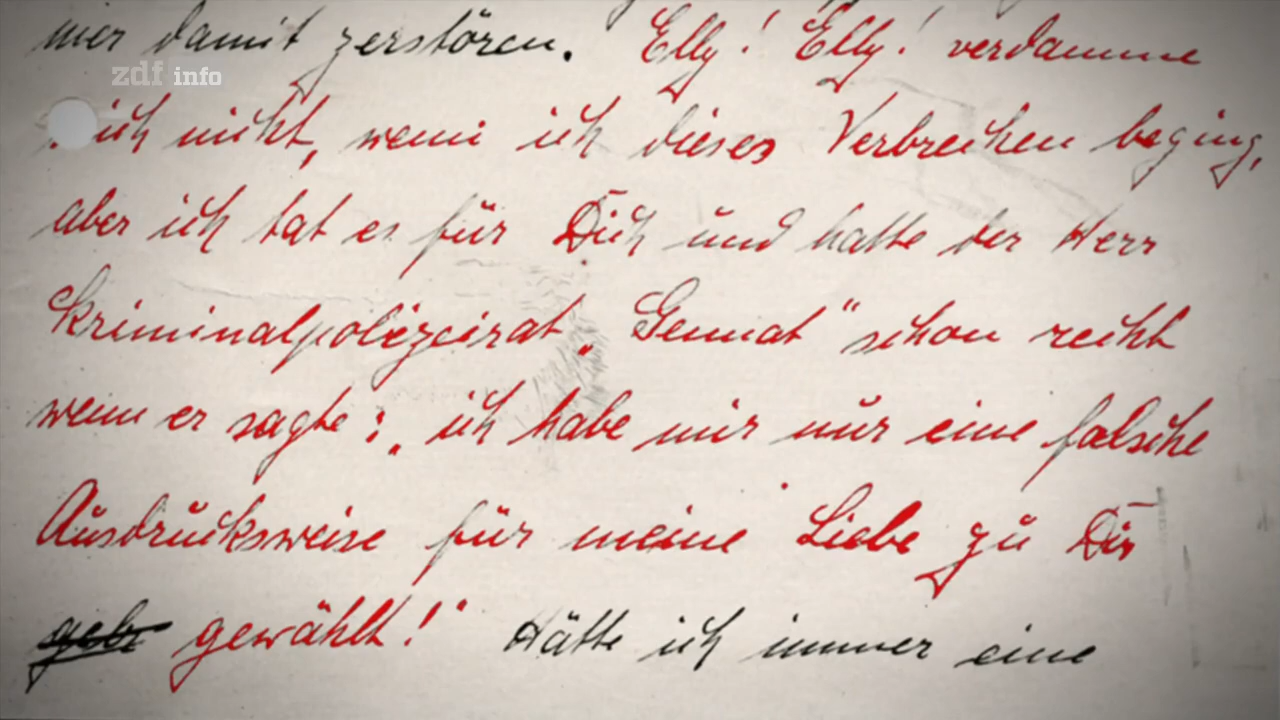 mer damit zerstören. Elly! Elly! verdamme
zdf info
ich nicht, wenn ich dieses Verbrechen beging,
aber ich tat es für Dich und hatte der Herr
Kriminalpolizeirat „Gennat" schon recht
wenn er sagte: „ich habe mir nur eine falsche
Ausdrucksweise für meine Liebe zu Dir
gewählt!" Hätte ich immer eine